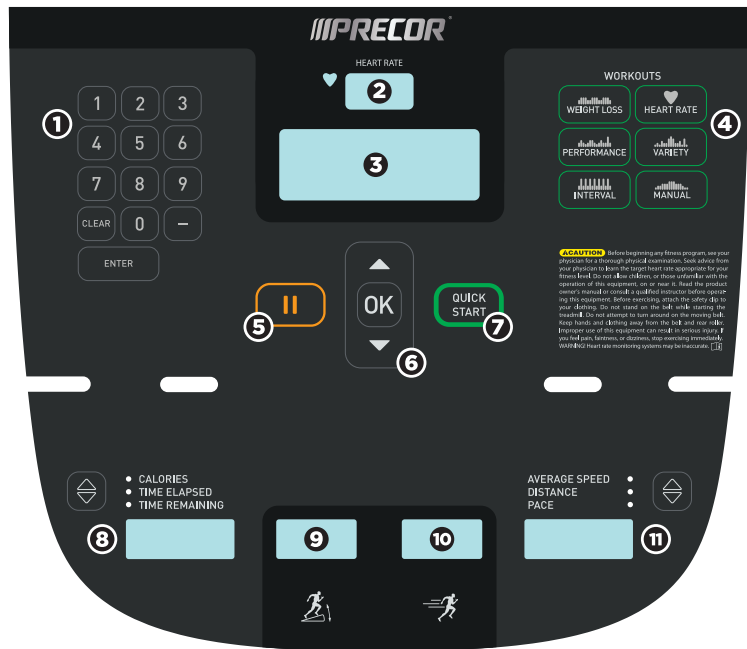 PRECOR
HEART RATE
2
3
1
1 2 3
4 5 6
7 8 9
CLEAR 0 –
ENTER
WORKOUTS
WEIGHT LOSS
HEART RATE
4
PERFORMANCE
VARIETY
INTERVAL
MANUAL
⚠CAUTION Before beginning any fitness program, see your
physician for a thorough physical examination. Seek advice from
your physician to learn the target heart rate appropriate for your
fitness level. Do not allow children, or those unfamiliar with the
operation of this equipment, on or near it. Read the product
owner's manual or consult a qualified instructor before operat-
ing this equipment. Before exercising, attach the safety clip to
your clothing. Do not stand on the belt while starting the
treadmill. Do not attempt to turn around on the moving belt.
Keep hands and clothing away from the belt and rear roller.
Improper use of this equipment can result in serious injury. If
you feel pain, faintness, or dizziness, stop exercising immediately.
WARNING! Heart rate monitoring systems may be inaccurate.
5
OK
6
QUICK
START
7
CALORIES
TIME ELAPSED
TIME REMAINING
8
9
10
AVERAGE SPEED
DISTANCE
PACE
11